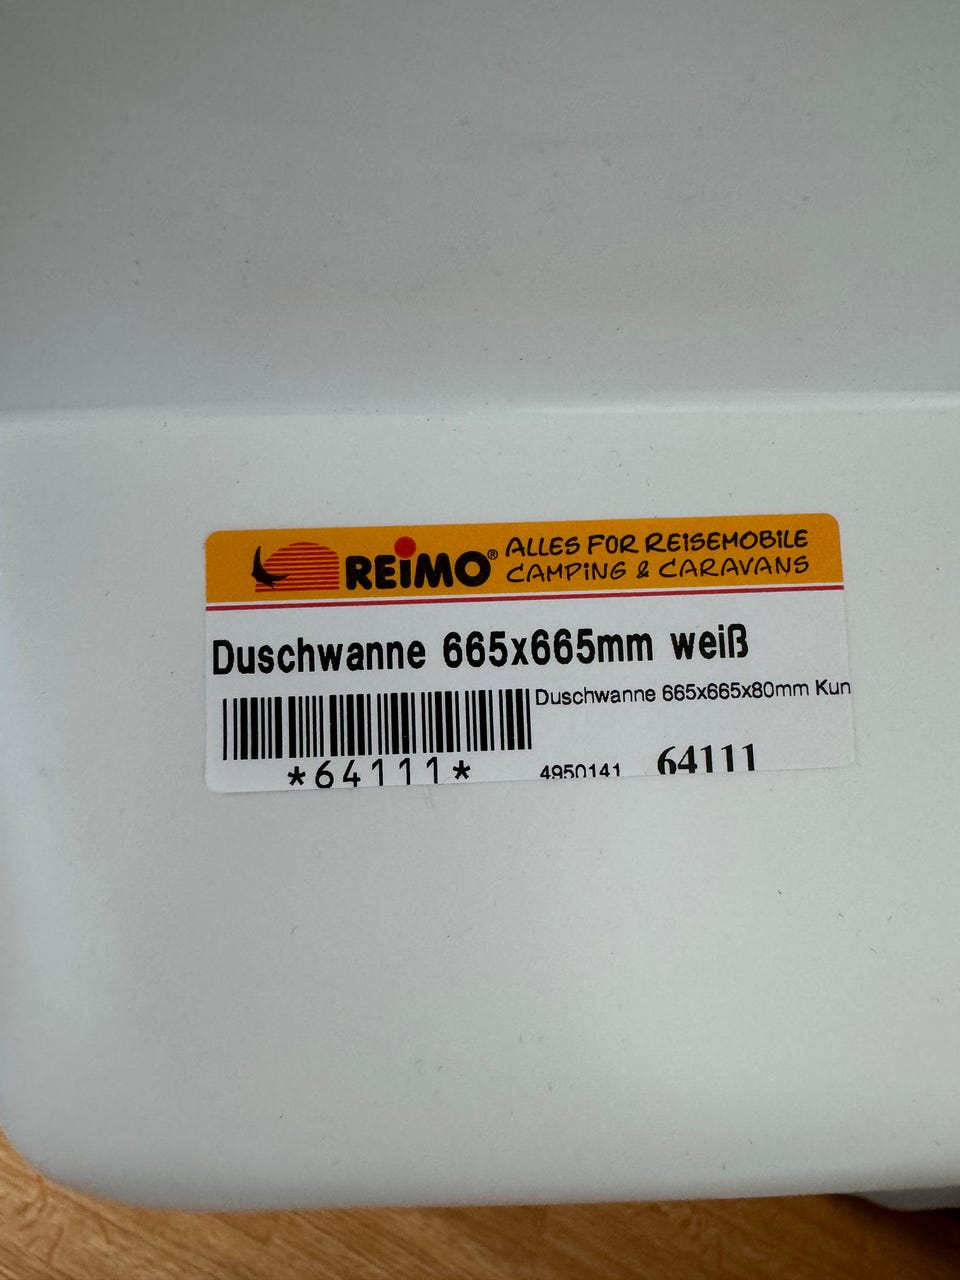 REIMO® ALLES FÜR REISEMOBILE
CAMPING & CARAVANS
Duschwanne 665x665mm weiß
Duschwanne 665x665x80mm Kun
*64111*
4950141 64111